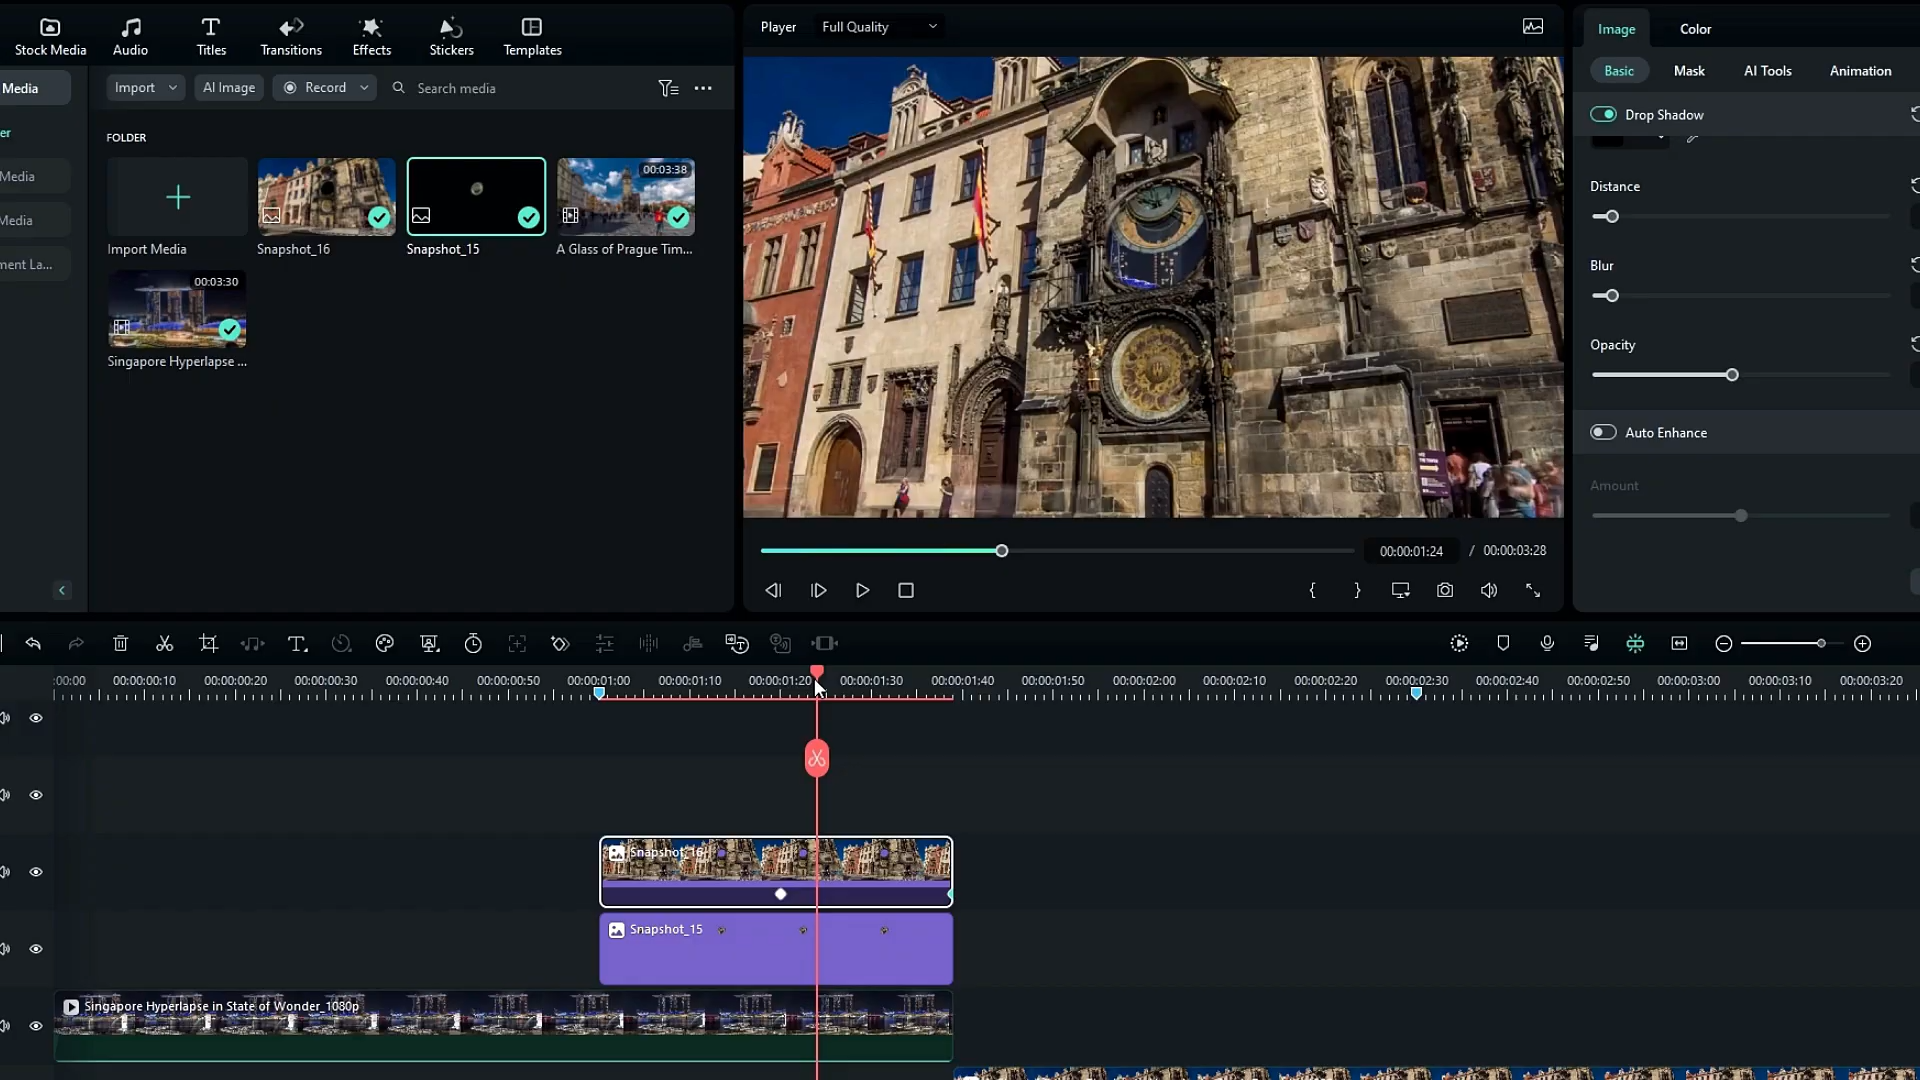 Stock Media
Audio
Titles
Transitions
Effects
Stickers
Templates
Media
Import
AI Image
Record
Search media
er
Media
Media
ment La...
FOLDER
00:03:38
Import Media
Snapshot_16
Snapshot_15
A Glass of Prague Tim...
00:03:30
Singapore Hyperlapse ...
Player
Full Quality
00:00:01:24 / 00:00:03:28
Image
Color
Basic
Mask
AI Tools
Animation
Drop Shadow
Distance
Blur
Opacity
Auto Enhance
Amount
:00:00
00:00:00:10
00:00:00:20
00:00:00:30
00:00:00:40
00:00:00:50
00:00:01:00
00:00:01:10
00:00:01:20
00:00:01:30
00:00:01:40
00:00:01:50
00:00:02:00
00:00:02:10
00:00:02:20
00:00:02:30
00:00:02:40
00:00:02:50
00:00:03:00
00:00:03:10
00:00:03:20
Snapshot_16
Snapshot_15
Singapore Hyperlapse in State of Wonder_1080p